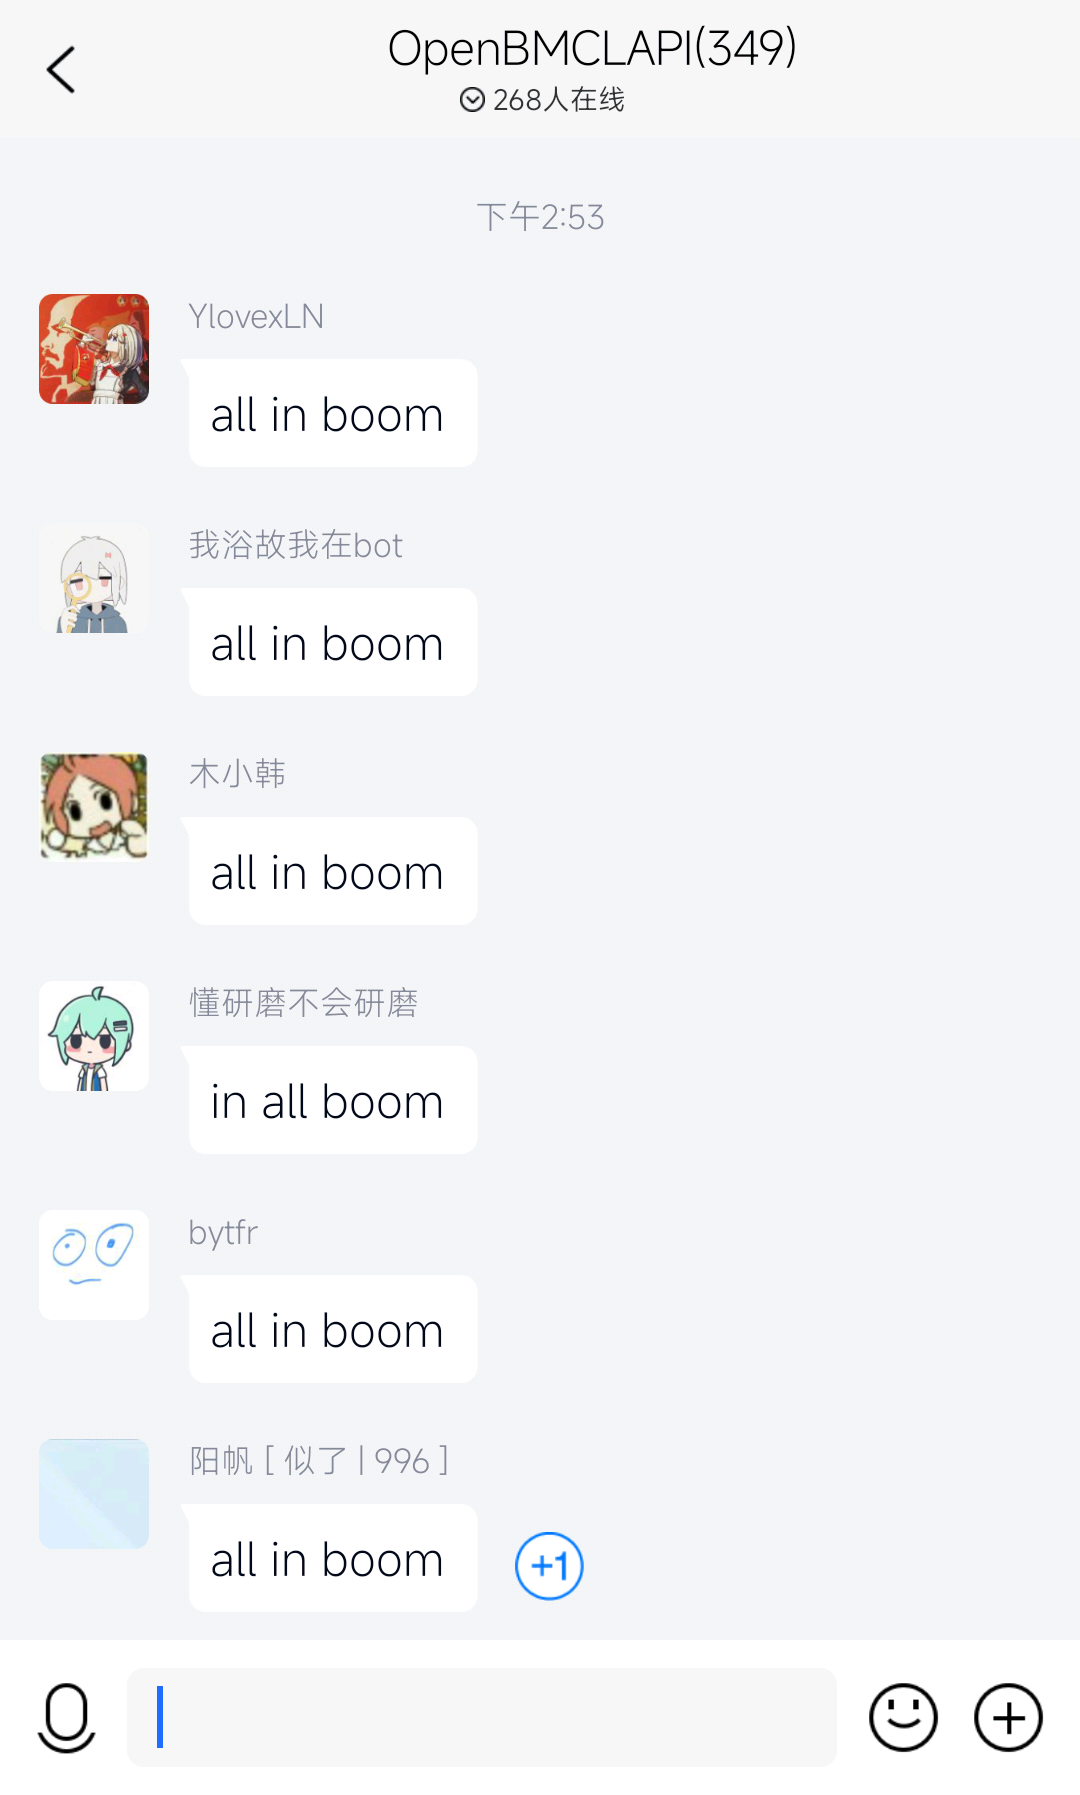 OpenBMCLAPI(349)
268人在线
下午2:53
YlovexLN
all in boom
我浴故我在bot
all in boom
木小韩
all in boom
懂研磨不会研磨
in all boom
bytfr
all in boom
阳帆 [ 似了 | 996 ]
all in boom
+1